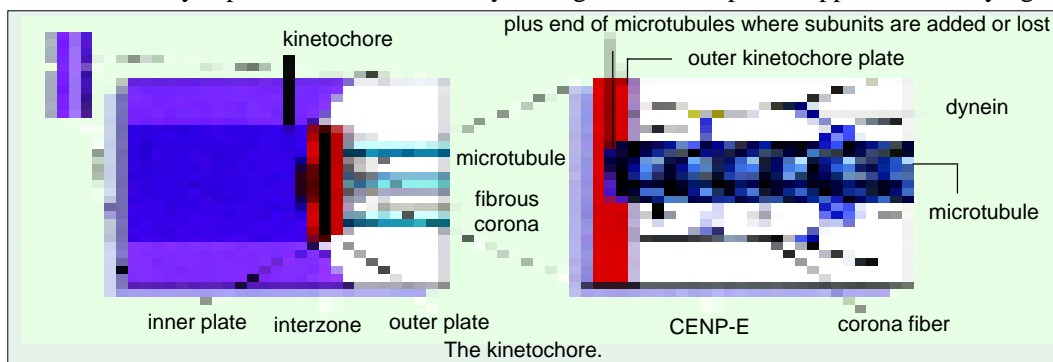 plus end of microtubules where subunits are added or lost
kinetochore
outer kinetochore plate
dynein
microtubule
fibrous
corona
microtubule
inner plate
interzone
outer plate
CENP-E
corona fiber
The kinetochore.